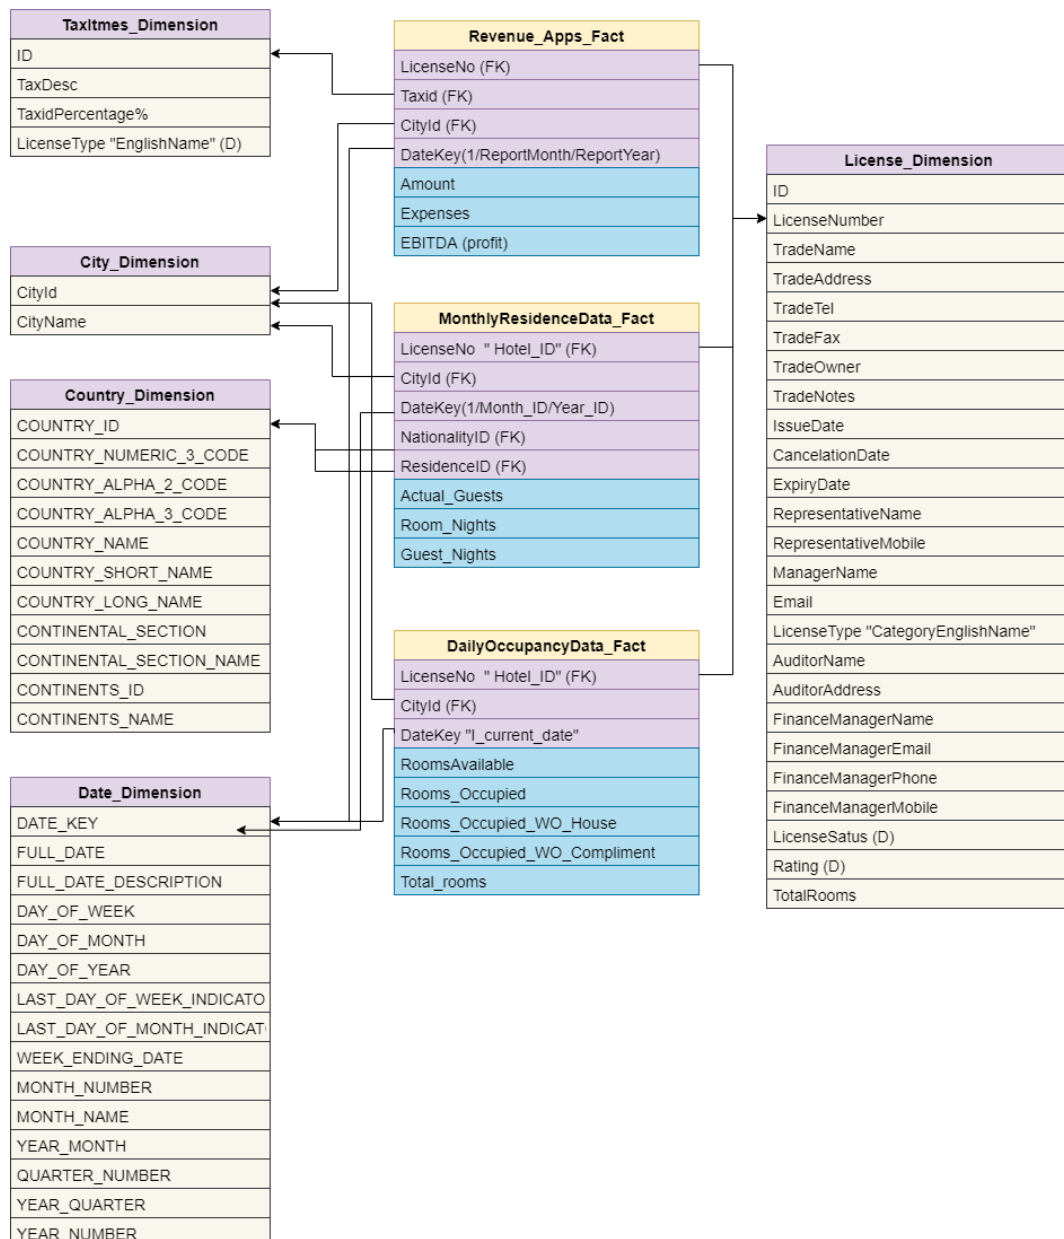 TaxItmes_Dimension
ID
TaxDesc
TaxidPercentage%
LicenseType "EnglishName" (D)
City_Dimension
CityId
CityName
Country_Dimension
COUNTRY_ID
COUNTRY_NUMERIC_3_CODE
COUNTRY_ALPHA_2_CODE
COUNTRY_ALPHA_3_CODE
COUNTRY_NAME
COUNTRY_SHORT_NAME
COUNTRY_LONG_NAME
CONTINENTAL_SECTION
CONTINENTAL_SECTION_NAME
CONTINENTS_ID
CONTINENTS_NAME
Date_Dimension
DATE_KEY
FULL_DATE
FULL_DATE_DESCRIPTION
DAY_OF_WEEK
DAY_OF_MONTH
DAY_OF_YEAR
LAST_DAY_OF_WEEK_INDICATO
LAST_DAY_OF_MONTH_INDICAT
WEEK_ENDING_DATE
MONTH_NUMBER
MONTH_NAME
YEAR_MONTH
QUARTER_NUMBER
YEAR_QUARTER
YEAR_NUMBER
Revenue_Apps_Fact
LicenseNo (FK)
Taxid (FK)
CityId (FK)
DateKey(1/ReportMonth/ReportYear)
Amount
Expenses
EBITDA (profit)
MonthlyResidenceData_Fact
LicenseNo " Hotel_ID" (FK)
CityId (FK)
DateKey(1/Month_ID/Year_ID)
NationalityID (FK)
ResidenceID (FK)
Actual_Guests
Room_Nights
Guest_Nights
DailyOccupancyData_Fact
LicenseNo " Hotel_ID" (FK)
CityId (FK)
DateKey "I_current_date"
RoomsAvailable
Rooms_Occupied
Rooms_Occupied_WO_House
Rooms_Occupied_WO_Compliment
Total_rooms
License_Dimension
ID
LicenseNumber
TradeName
TradeAddress
TradeTel
TradeFax
TradeOwner
TradeNotes
IssueDate
CancelationDate
ExpiryDate
RepresentativeName
RepresentativeMobile
ManagerName
Email
LicenseType "CategoryEnglishName"
AuditorName
AuditorAddress
FinanceManagerName
FinanceManagerEmail
FinanceManagerPhone
FinanceManagerMobile
LicenseSatus (D)
Rating (D)
TotalRooms